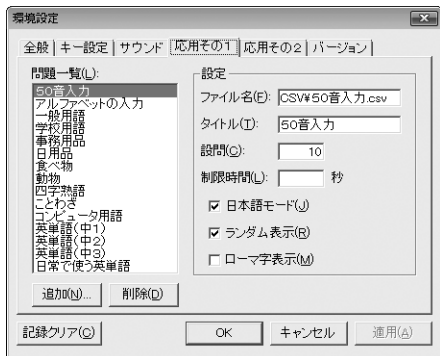 環境設定
全般 キー設定 サウンド 応用その1 応用その2 バージョン
問題一覧(L):
50音入力
アルファベットの入力
一般用語
学校用語
事務用品
日用品
食べ物
動物
四字熟語
ことわざ
コンピュータ用語
英単語(中1)
英単語(中2)
英単語(中3)
日常で使う英単語
追加(N)... 削除(D)
設定
ファイル名(F): CSV¥50音入力.csv
タイトル(T): 50音入力
設問(C): 10
制限時間(L): 秒
日本語モード(J)
ランダム表示(R)
ローマ字表示(M)
記録クリア(C) OK キャンセル 適用(A)